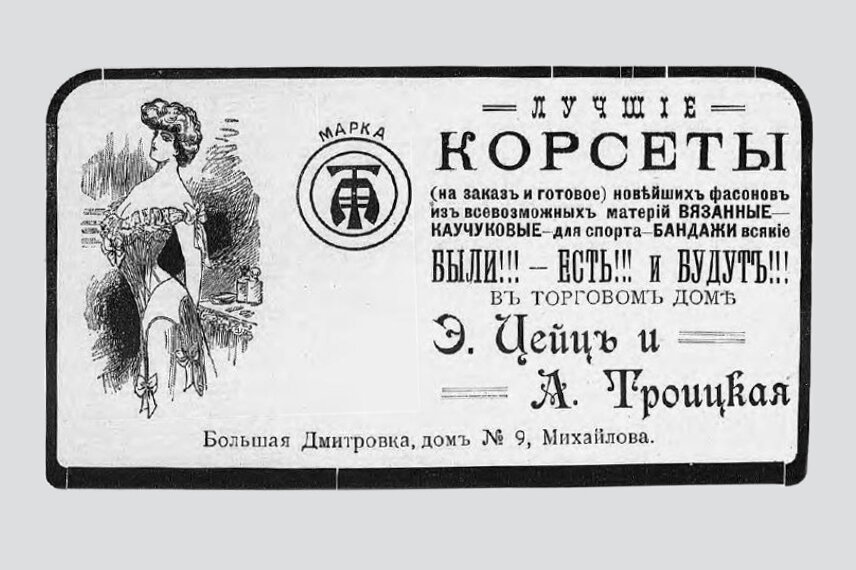 МАРКА
ЛУЧШІЕ
КОРСЕТЫ
(на заказъ и готовое) новѣйшихъ фасоновъ
изъ всевозможныхъ матерій ВЯЗАННЫЕ—
КАУЧУКОВЫЕ—для спорта—БАНДАЖИ всякіе
БЫЛИ!!! — ЕСТЬ!!! и БУДУТЪ!!!
ВЪ ТОРГОВОМЪ ДОМѢ
Э. Цейцъ и
А. Троицкая
Большая Дмитровка, домъ № 9, Михайлова.